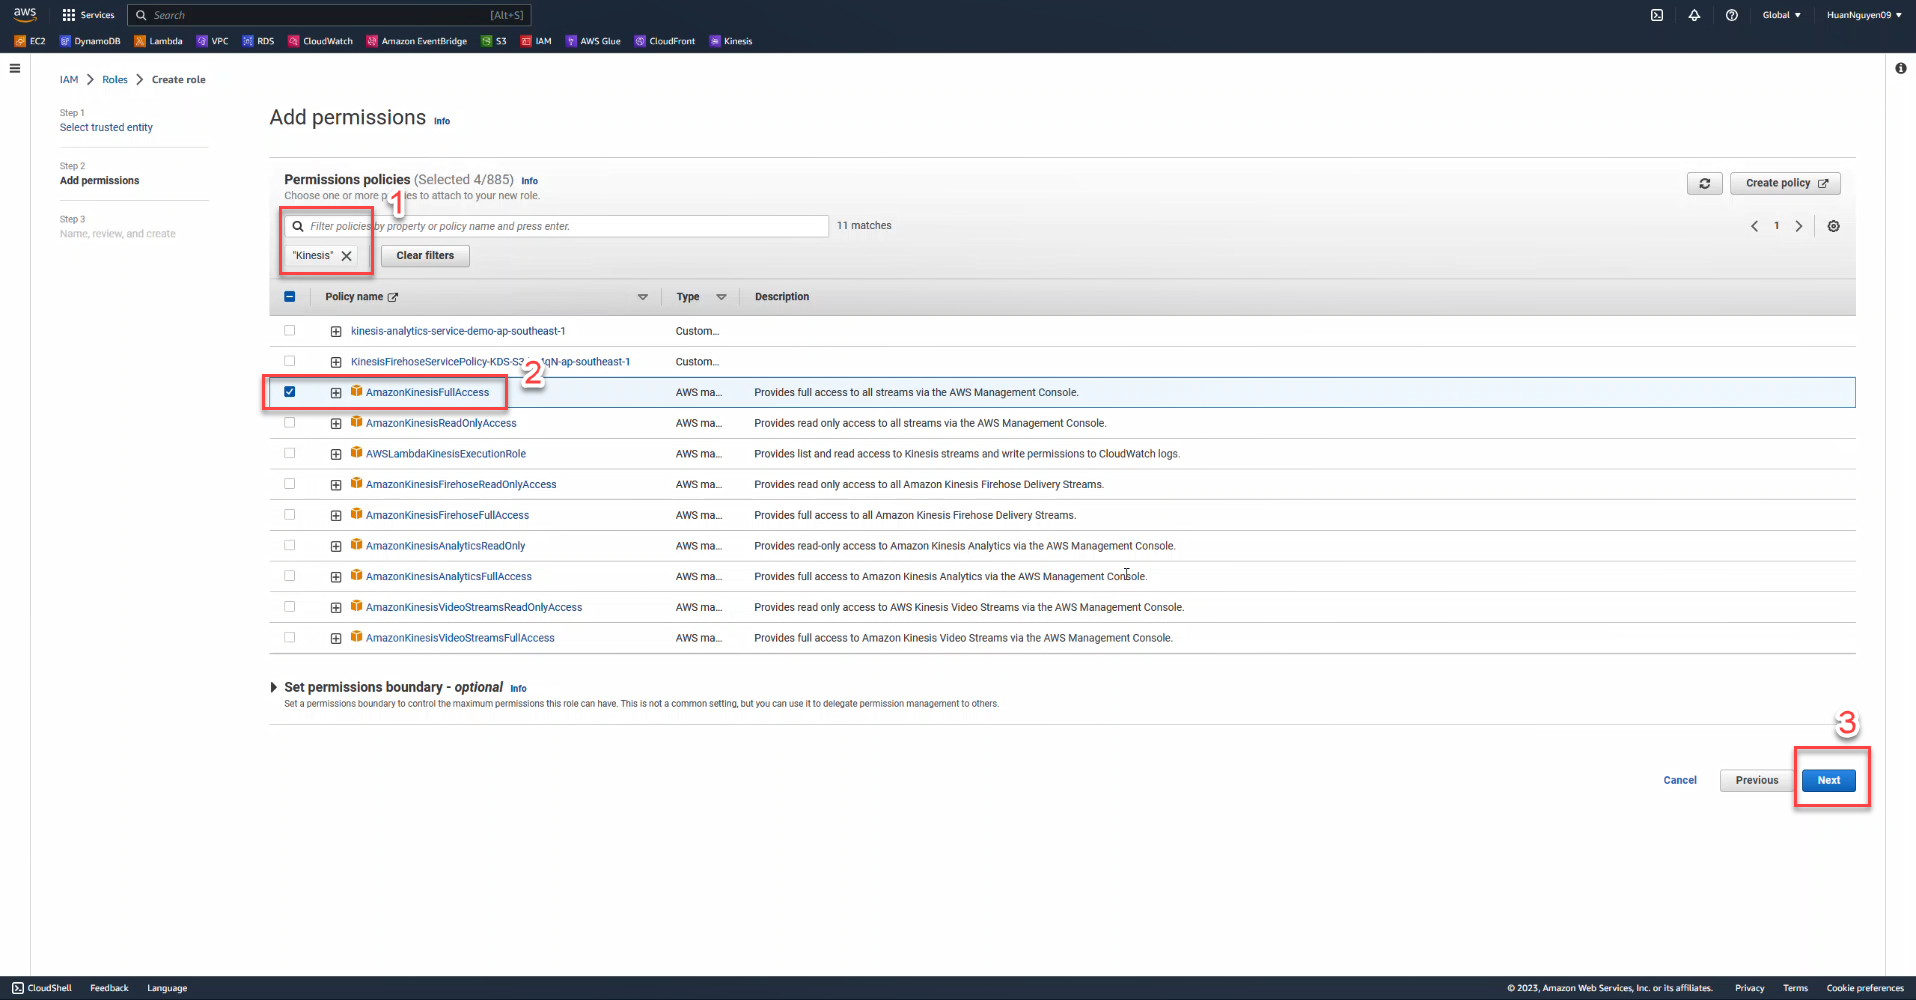 aws Services Search [Alt+S] Global HuanNguyen09
EC2 DynamoDB Lambda VPC RDS CloudWatch Amazon EventBridge S3 IAM AWS Glue CloudFront Kinesis
IAM Roles Create role
Step 1
Select trusted entity
Step 2
Add permissions
Step 3
Name, review, and create
Add permissions Info
Permissions policies (Selected 4/885) Info
Create policy
Choose one or more to attach to your new role.
1
Filter policies by property or policy name and press enter. 11 matches 1
"Kinesis" Clear filters
Policy name Type Description
kinesis-analytics-service-demo-ap-southeast-1 Custom...
KinesisFirehoseServicePolicy-KDS-S3 qN-ap-southeast-1 Custom...
2
AmazonKinesisFullAccess AWS ma... Provides full access to all streams via the AWS Management Console.
AmazonKinesisReadOnlyAccess AWS ma... Provides read only access to all streams via the AWS Management Console.
AWSLambdaKinesisExecutionRole AWS ma... Provides list and read access to Kinesis streams and write permissions to CloudWatch logs.
AmazonKinesisFirehoseReadOnlyAccess AWS ma... Provides read only access to all Amazon Kinesis Firehose Delivery Streams.
AmazonKinesisFirehoseFullAccess AWS ma... Provides full access to all Amazon Kinesis Firehose Delivery Streams.
AmazonKinesisAnalyticsReadOnly AWS ma... Provides read-only access to Amazon Kinesis Analytics via the AWS Management Console.
AmazonKinesisAnalyticsFullAccess AWS ma... Provides full access to Amazon Kinesis Analytics via the AWS Management Console.
AmazonKinesisVideoStreamsReadOnlyAccess AWS ma... Provides read only access to AWS Kinesis Video Streams via the AWS Management Console.
AmazonKinesisVideoStreamsFullAccess AWS ma... Provides full access to Amazon Kinesis Video Streams via the AWS Management Console.
Set permissions boundary - optional Info
Set a permissions boundary to control the maximum permissions this role can have. This is not a common setting, but you can use it to delegate permission management to others.
3
Cancel Previous Next
CloudShell Feedback Language © 2023, Amazon Web Services, Inc. or its affiliates. Privacy Terms Cookie preferences